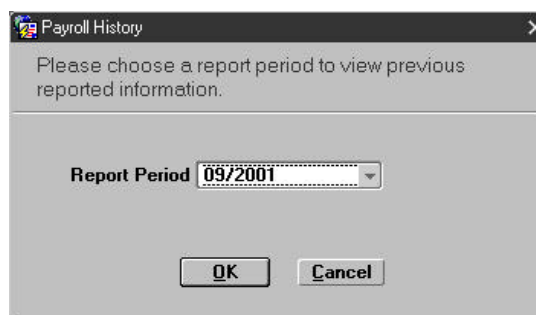 Payroll History
Please choose a report period to view previous
reported information.
Report Period 09/2001
OK Cancel